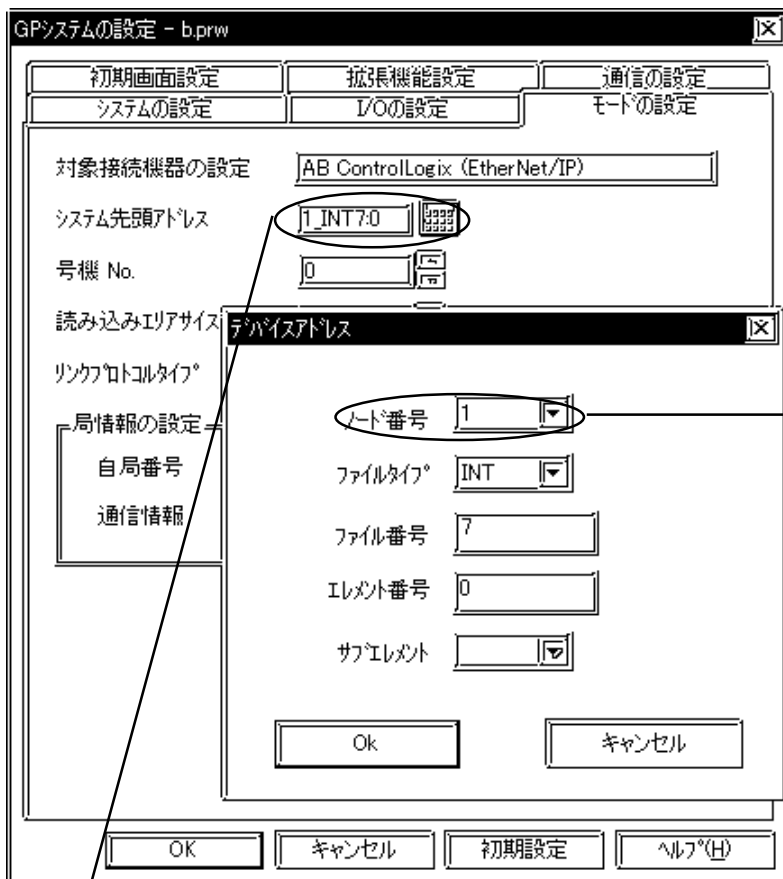 GPシステムの設定 - b.prw
初期画面設定 拡張機能設定 通信の設定
システムの設定 I/Oの設定 モードの設定
対象接続機器の設定 AB ControlLogix (EtherNet/IP)
システム先頭アドレス 1_INT7:0
号機 No. 0
読み込みエリアサイズ
デバイスアドレス
リンクプロトコルタイプ
局情報の設定
自局番号
通信情報
ノード番号 1
ファイルタイプ INT
ファイル番号 7
エレメント番号 0
サブエレメント
Ok キャンセル
OK キャンセル 初期設定 ヘルプ(H)